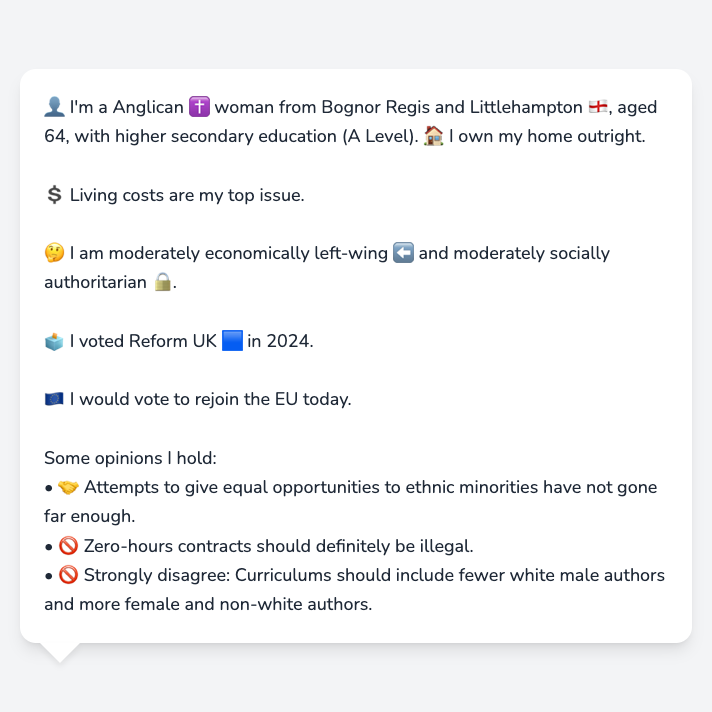 👤 I'm a Anglican ✝️ woman from Bognor Regis and Littlehampton 🏴󠁧󠁢󠁥󠁮󠁧󠁿, aged
64, with higher secondary education (A Level). 🏠 I own my home outright.
💲 Living costs are my top issue.
🤔 I am moderately economically left-wing ⬅️ and moderately socially
authoritarian 🔒.
🗳️ I voted Reform UK 🟦 in 2024.
🇪🇺 I would vote to rejoin the EU today.
Some opinions I hold:
• 🤝 Attempts to give equal opportunities to ethnic minorities have not gone
far enough.
• 🚫 Zero-hours contracts should definitely be illegal.
• 🚫 Strongly disagree: Curriculums should include fewer white male authors
and more female and non-white authors.